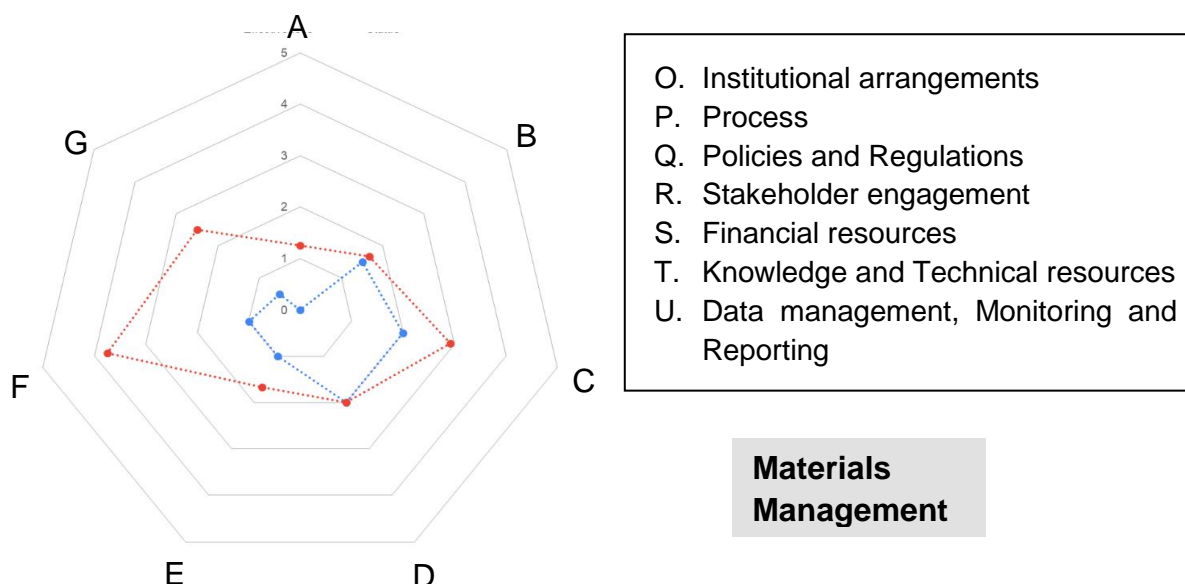 A
5
4
3
2
1
0
B
C
D
E
F
G
O. Institutional arrangements
P. Process
Q. Policies and Regulations
R. Stakeholder engagement
S. Financial resources
T. Knowledge and Technical resources
U. Data management, Monitoring and
Reporting
Materials
Management